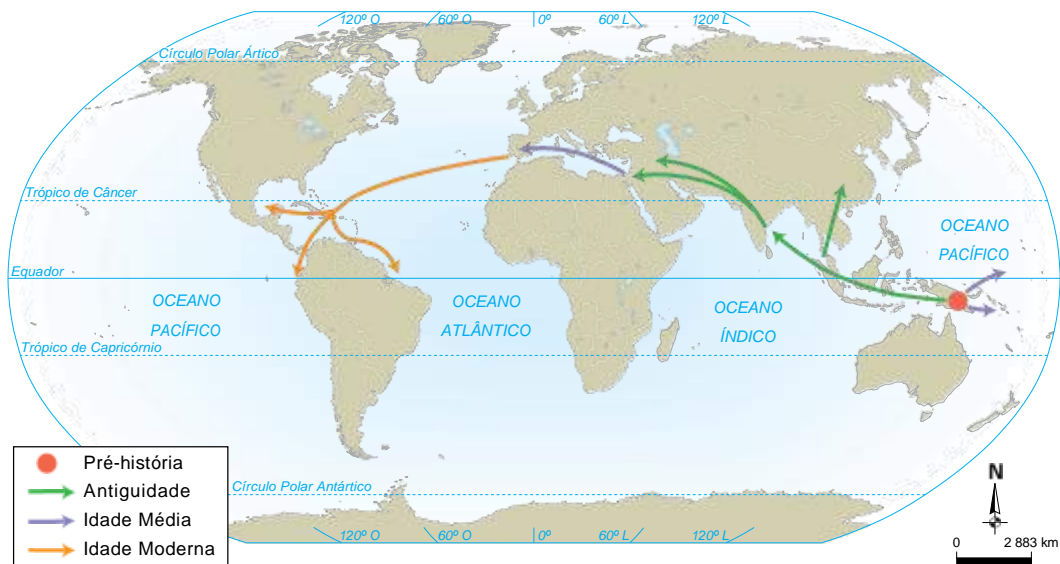 120º O 60º O 0º 60º L 120º L
Círculo Polar Ártico
Trópico de Câncer
OCEANO
PACÍFICO
Equador
OCEANO
PACÍFICO
OCEANO
ATLÂNTICO
OCEANO
ÍNDICO
Trópico de Capricórnio
Círculo Polar Antártico
120º O 60º O 0º 60º L 120º L
Pré-história
Antiguidade
Idade Média
Idade Moderna
N
0 2 883 km